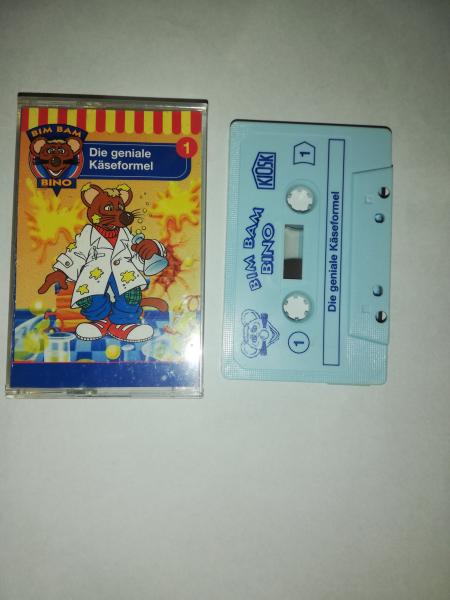 BIM BAM
BINO
Die geniale
Käseformel
1
KIOSK
1
BIM BAM
BINO
1
Die geniale Käseformel